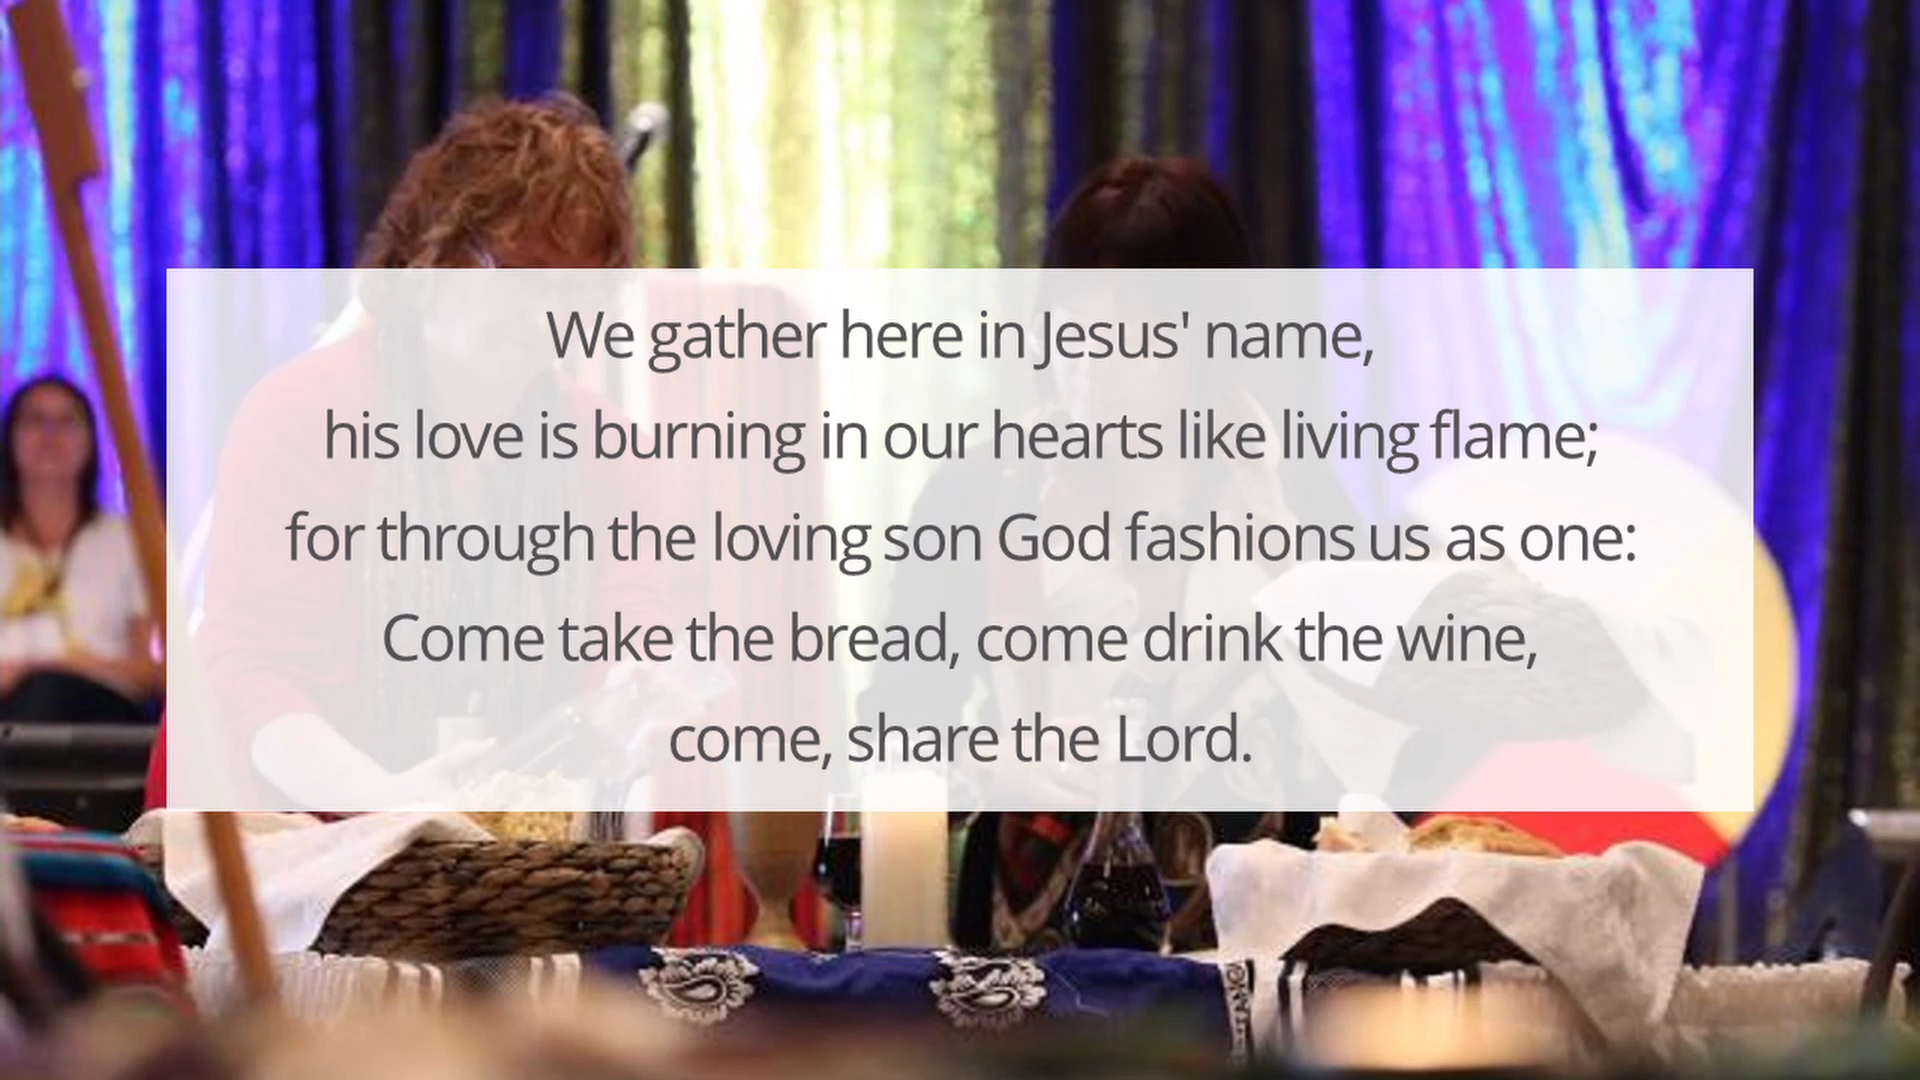 We gather here in Jesus' name,
his love is burning in our hearts like living flame;
for through the loving son God fashions us as one:
Come take the bread, come drink the wine,
come, share the Lord.